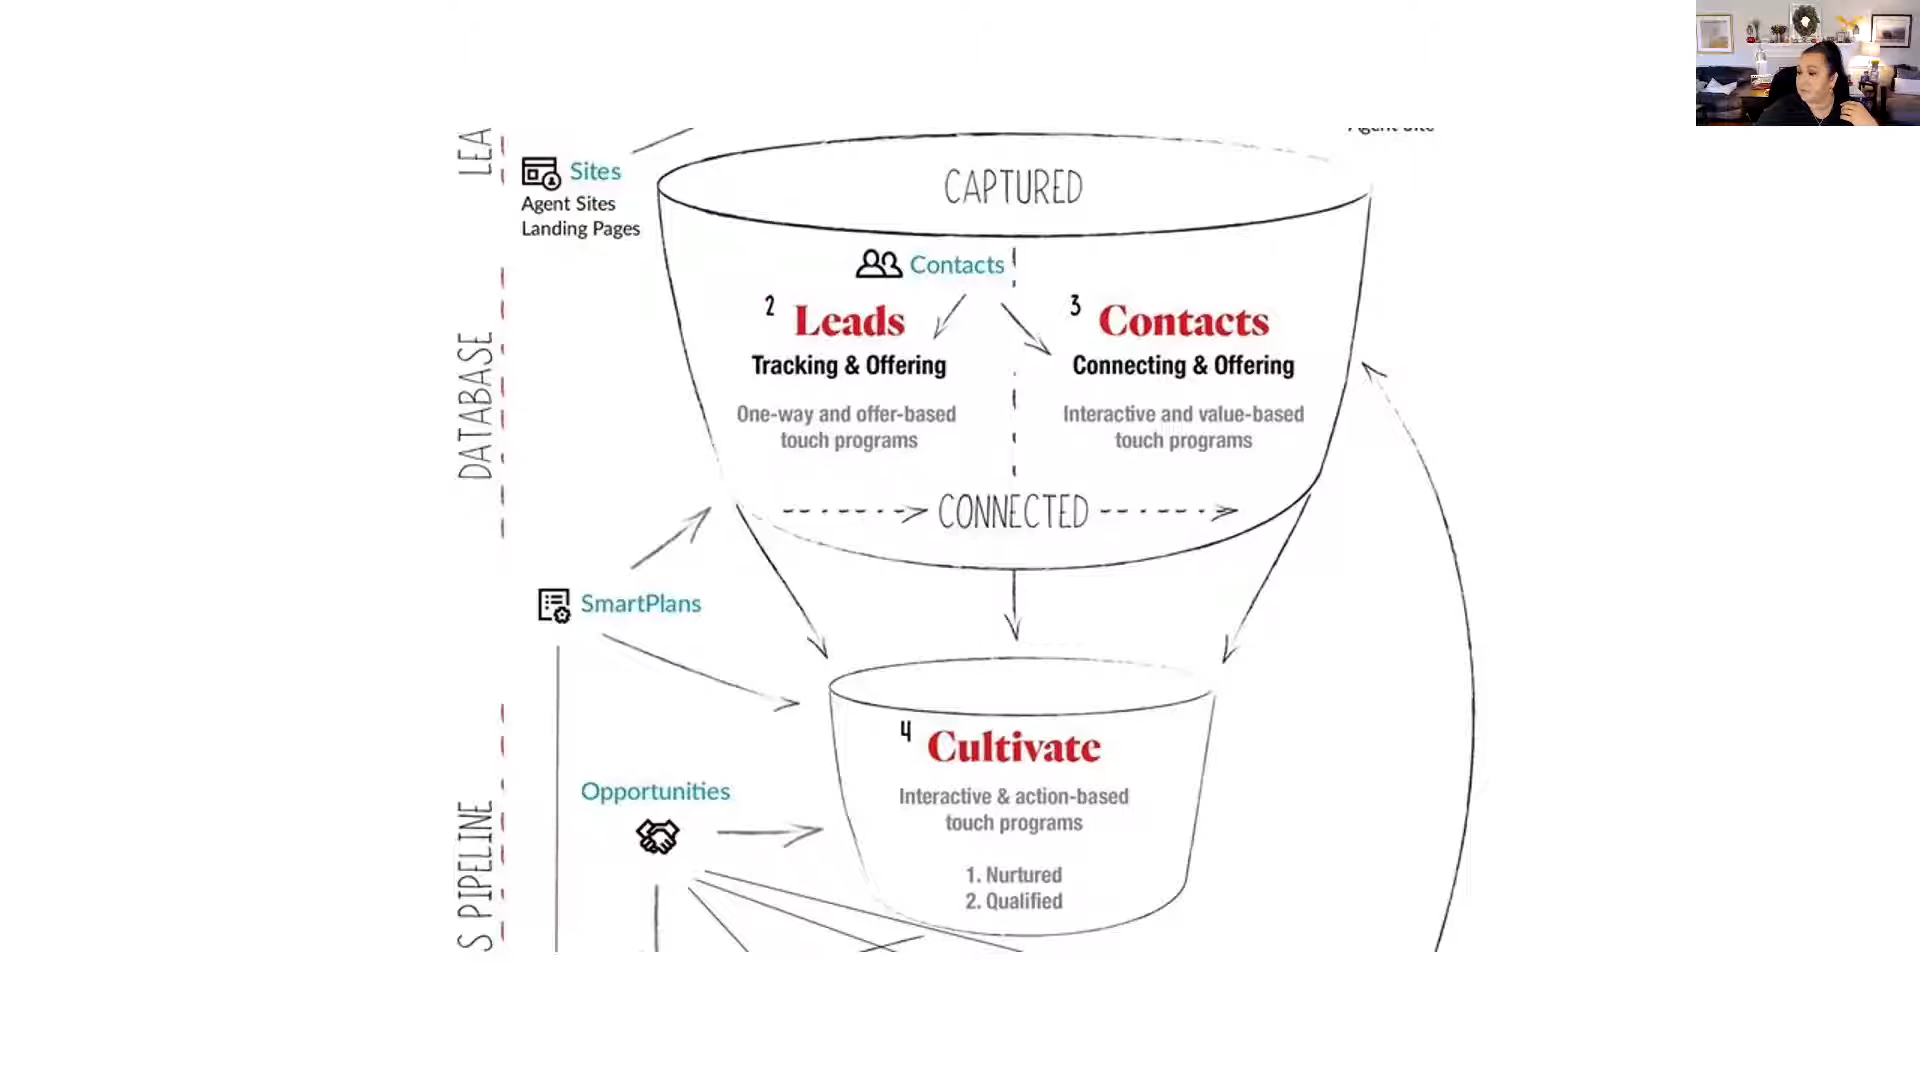 LEA
Agent Site
Sites
Agent Sites
Landing Pages
CAPTURED
Contacts
2 Leads
Tracking & Offering
One-way and offer-based
touch programs
3 Contacts
Connecting & Offering
Interactive and value-based
touch programs
DATABASE
CONNECTED
SmartPlans
4 Cultivate
Interactive & action-based
touch programs
1. Nurtured
2. Qualified
Opportunities
S PIPELINE